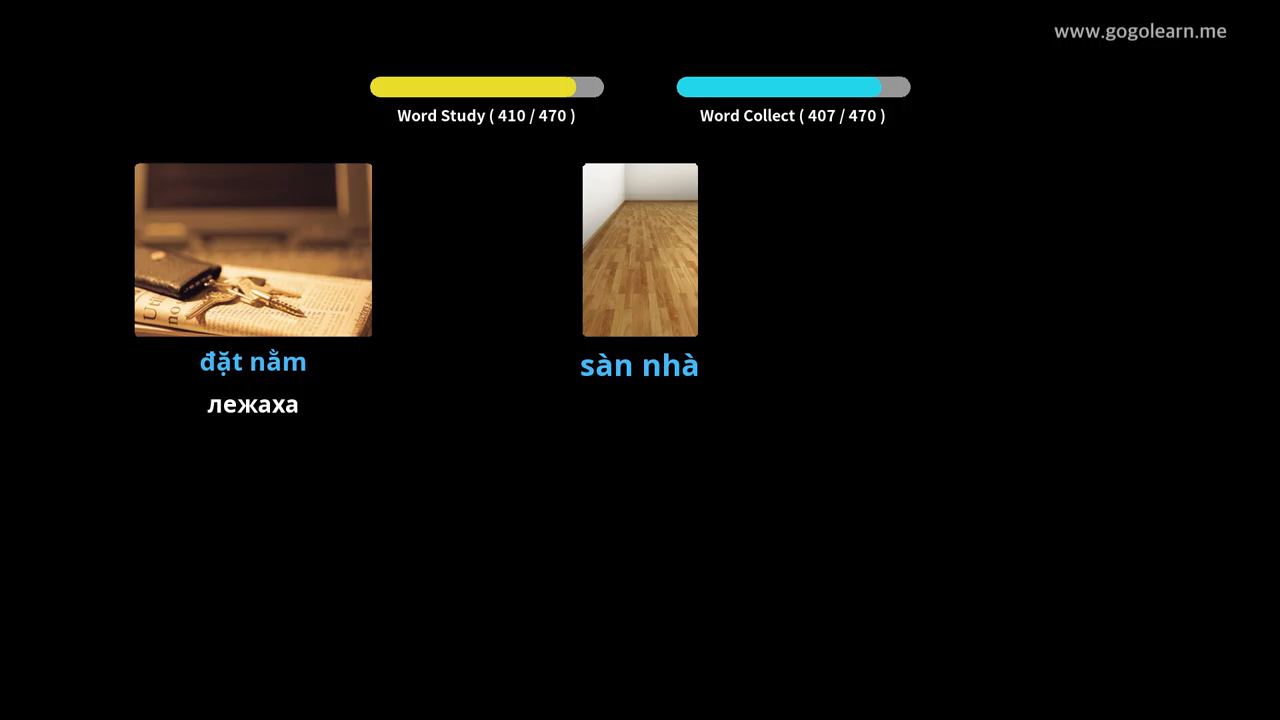 www.gogolearn.me
Word Study ( 410 / 470 )
Word Collect ( 407 / 470 )
đặt nằm
лежаха
sàn nhà